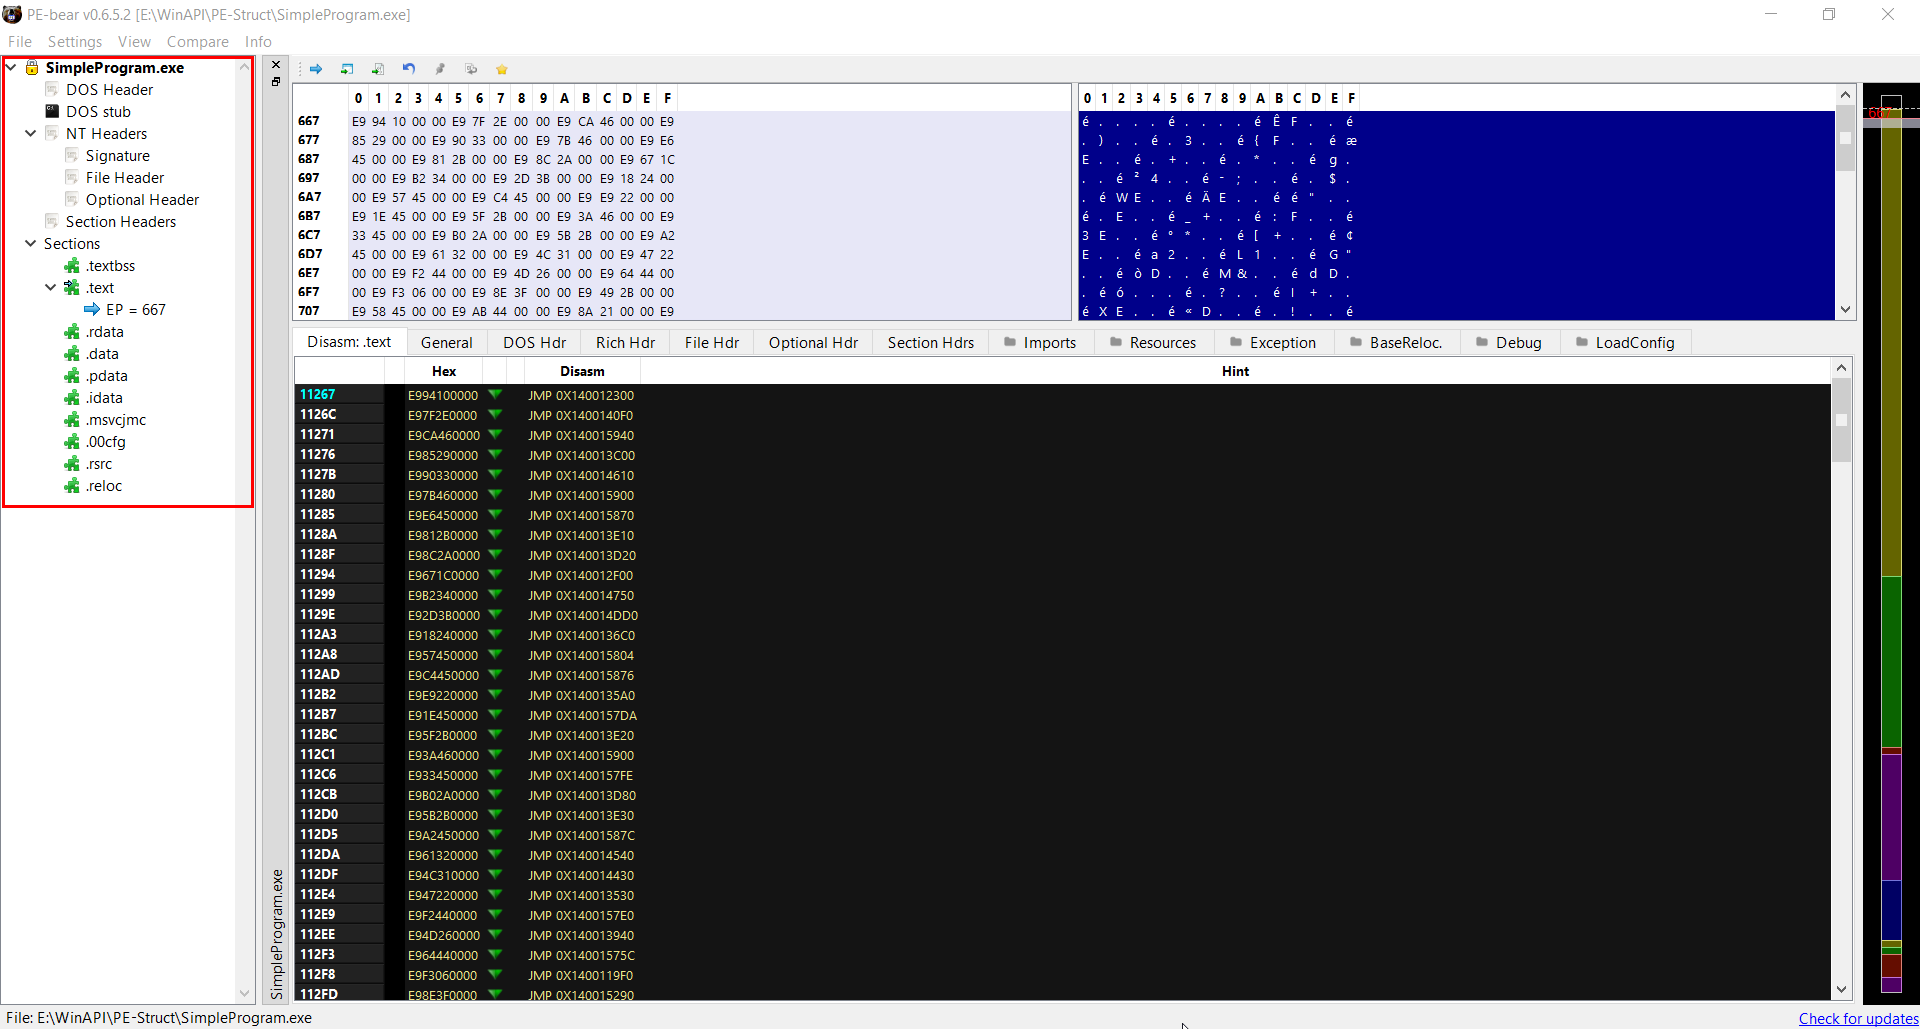 PE-bear v0.6.5.2 [E:\WinAPI\PE-Struct\SimpleProgram.exe]
File Settings View Compare Info
SimpleProgram.exe
DOS Header
DOS stub
NT Headers
Signature
File Header
Optional Header
Section Headers
Sections
.textbss
.text
EP = 667
.rdata
.data
.pdata
.idata
.msvcjmc
.00cfg
.rsrc
.reloc
SimpleProgram.exe
0 1 2 3 4 5 6 7 8 9 A B C D E F
667 E9 94 10 00 00 E9 7F 2E 00 00 E9 CA 46 00 00 E9
677 85 29 00 00 E9 90 33 00 00 E9 7B 46 00 00 E9 E6
687 45 00 00 E9 81 2B 00 00 E9 8C 2A 00 00 E9 67 1C
697 00 00 E9 B2 34 00 00 E9 2D 3B 00 00 E9 18 24 00
6A7 00 E9 57 45 00 00 E9 C4 45 00 00 E9 E9 22 00 00
6B7 E9 1E 45 00 00 E9 5F 2B 00 00 E9 3A 46 00 00 E9
6C7 33 45 00 00 E9 B0 2A 00 00 E9 5B 2B 00 00 E9 A2
6D7 45 00 00 E9 61 32 00 00 E9 4C 31 00 00 E9 47 22
6E7 00 00 E9 F2 44 00 00 E9 4D 26 00 00 E9 64 44 00
6F7 00 E9 F3 06 00 00 E9 8E 3F 00 00 E9 49 2B 00 00
707 E9 58 45 00 00 E9 AB 44 00 00 E9 8A 21 00 00 E9
0 1 2 3 4 5 6 7 8 9 A B C D E F
é . . . . é . . . . é Ê F . . é
. ) . . é . 3 . . é { F . . é æ
E . . é . + . . é . * . . é g .
. . é ² 4 . . é - ; . . é . $ .
. é W E . . é Ä E . . é é " . .
é . E . . é _ + . . é : F . . é
3 E . . é ° * . . é [ + . . é ¢
E . . é a 2 . . é L 1 . . é G "
. . é ò D . . é M & . . é d D .
. é ó . . . é . ? . . é I + . .
é X E . . é « D . . é . ! . . é
667
Disasm: .text General DOS Hdr Rich Hdr File Hdr Optional Hdr Section Hdrs Imports Resources Exception BaseReloc. Debug LoadConfig
Hex Disasm Hint
11267 E994100000 JMP 0X140012300
1126C E97F2E0000 JMP 0X1400140F0
11271 E9CA460000 JMP 0X140015940
11276 E985290000 JMP 0X140013C00
1127B E990330000 JMP 0X140014610
11280 E97B460000 JMP 0X140015900
11285 E9E6450000 JMP 0X140015870
1128A E9812B0000 JMP 0X140013E10
1128F E98C2A0000 JMP 0X140013D20
11294 E9671C0000 JMP 0X140012F00
11299 E9B2340000 JMP 0X140014750
1129E E92D3B0000 JMP 0X140014DD0
112A3 E918240000 JMP 0X1400136C0
112A8 E957450000 JMP 0X140015804
112AD E9C4450000 JMP 0X140015876
112B2 E9E9220000 JMP 0X1400135A0
112B7 E91E450000 JMP 0X1400157DA
112BC E95F2B0000 JMP 0X140013E20
112C1 E93A460000 JMP 0X140015900
112C6 E933450000 JMP 0X1400157FE
112CB E9B02A0000 JMP 0X140013D80
112D0 E95B2B0000 JMP 0X140013E30
112D5 E9A2450000 JMP 0X14001587C
112DA E961320000 JMP 0X140014540
112DF E94C310000 JMP 0X140014430
112E4 E947220000 JMP 0X140013530
112E9 E9F2440000 JMP 0X1400157E0
112EE E94D260000 JMP 0X140013940
112F3 E964440000 JMP 0X14001575C
112F8 E9F3060000 JMP 0X1400119F0
112FD E98E3F0000 JMP 0X140015290
File: E:\WinAPI\PE-Struct\SimpleProgram.exe
Check for updates